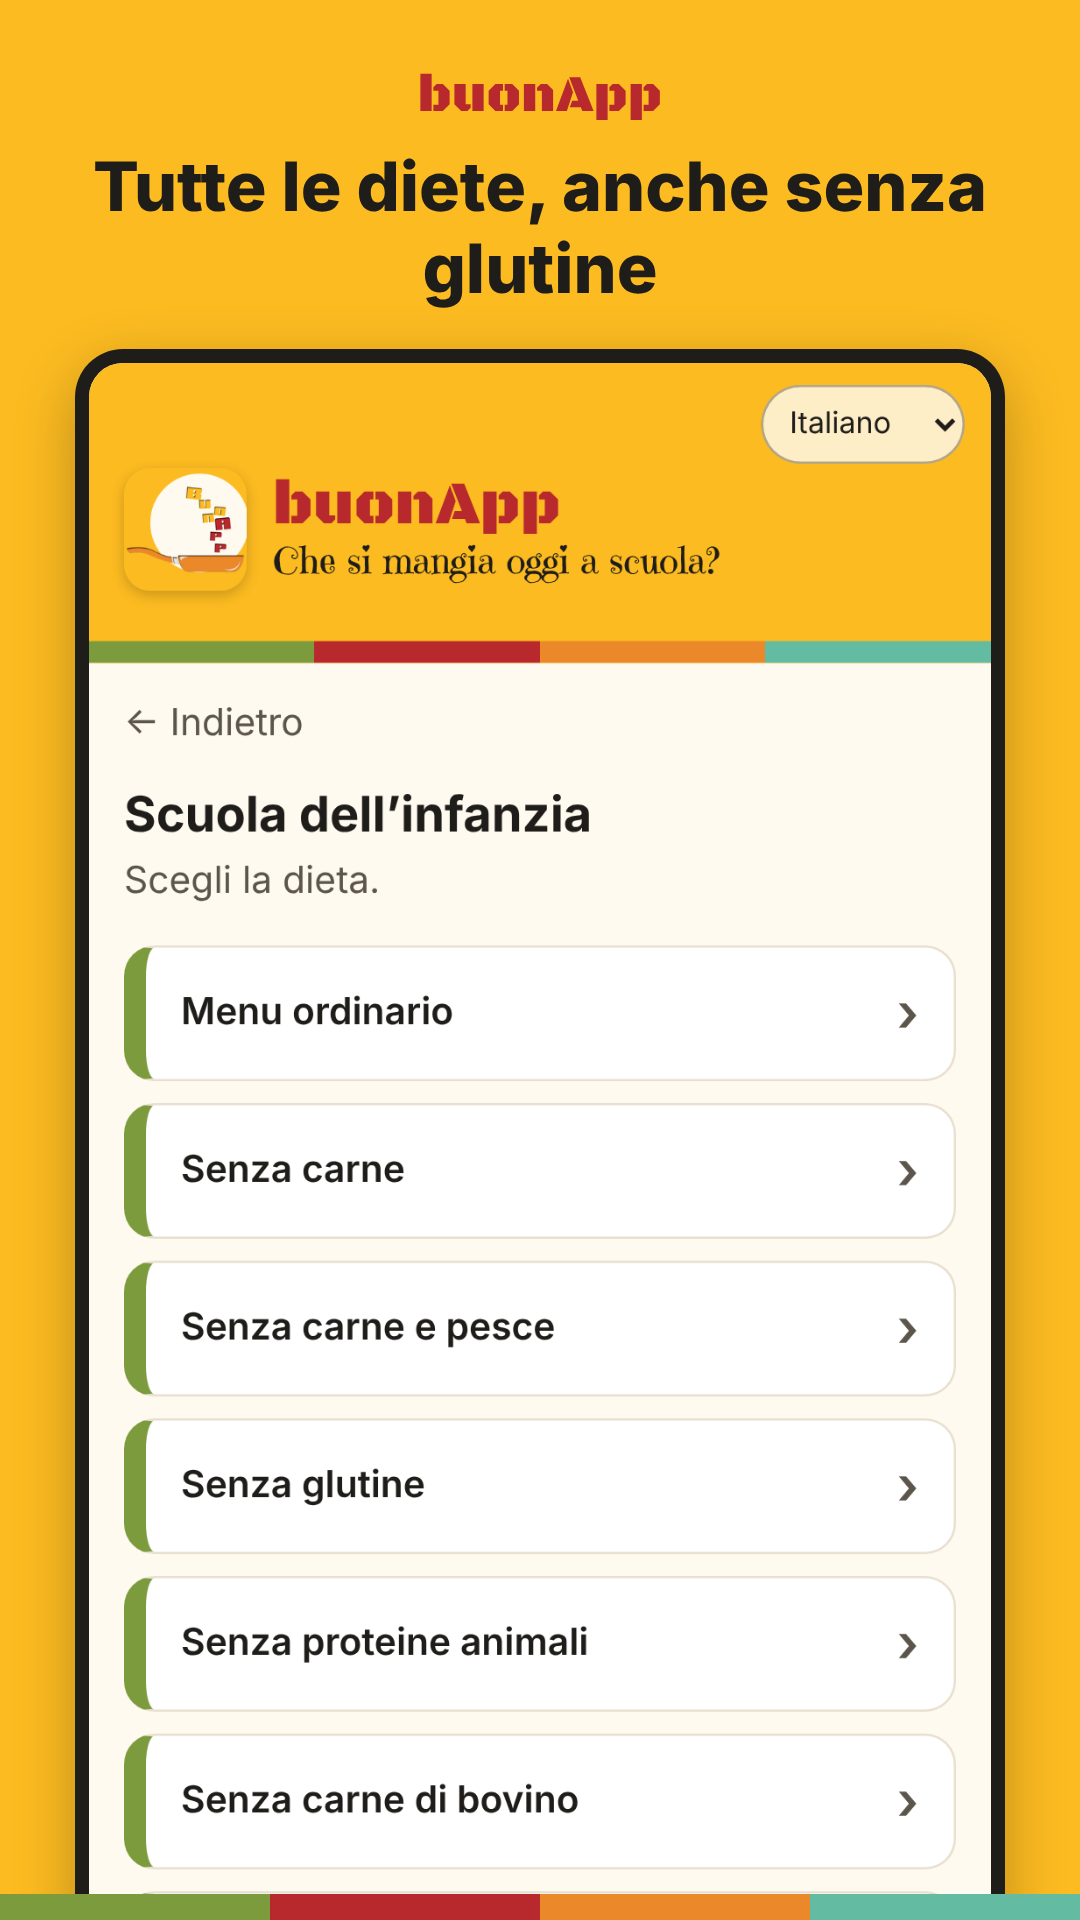 buonApp
Tutte le diete, anche senza
glutine
Italiano
BUONAPP
buonApp
Che si mangia oggi a scuola?
← Indietro
Scuola dell’infanzia
Scegli la dieta.
Menu ordinario
Senza carne
Senza carne e pesce
Senza glutine
Senza proteine animali
Senza carne di bovino